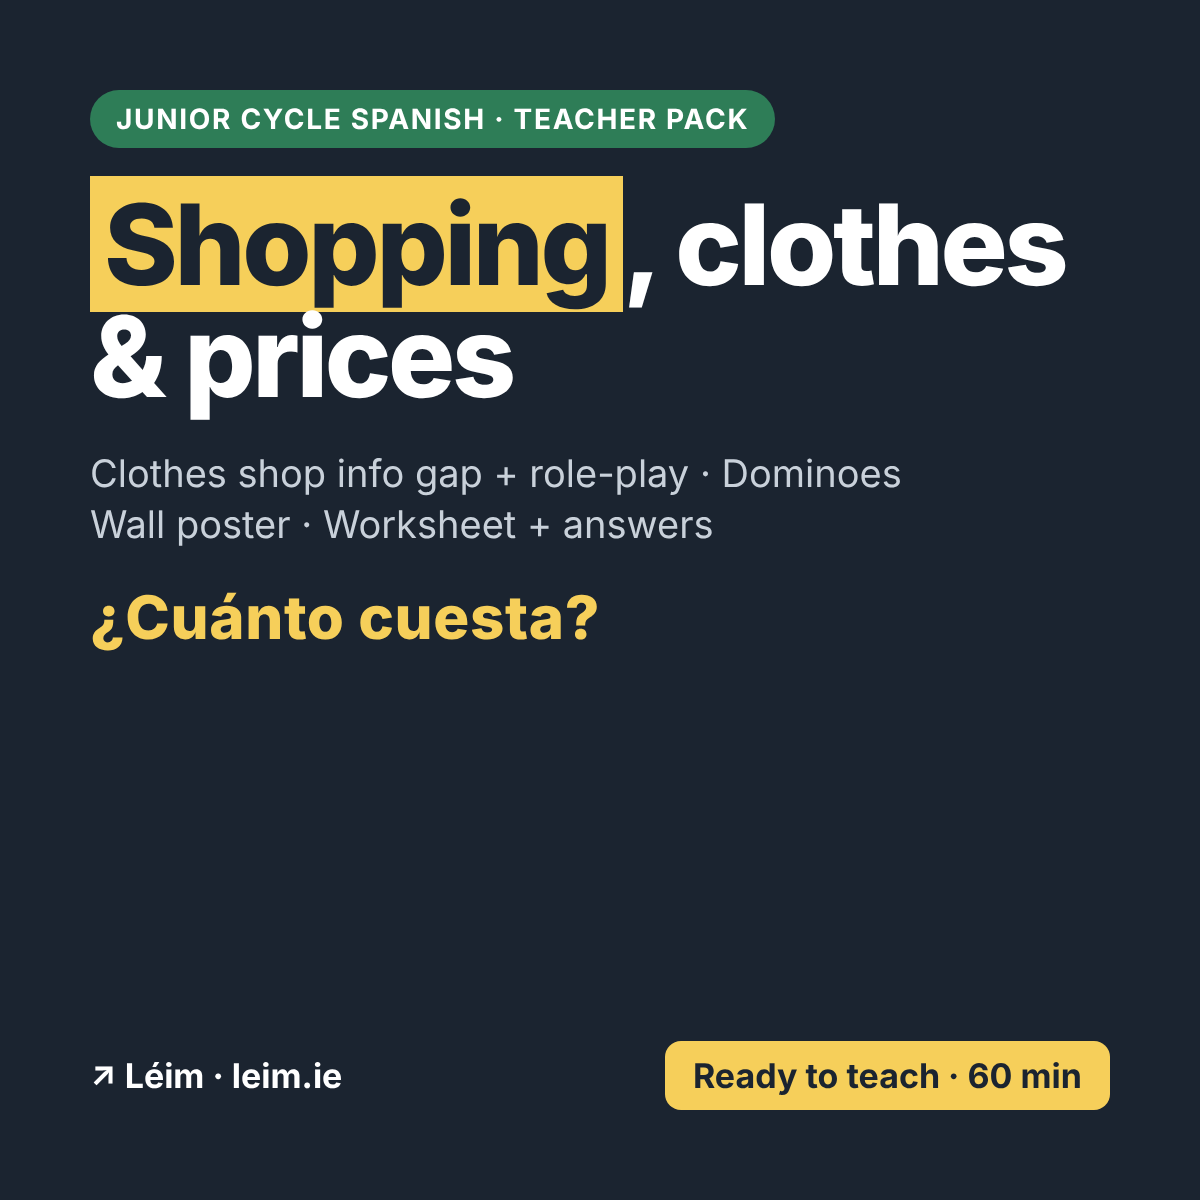 JUNIOR CYCLE SPANISH · TEACHER PACK
Shopping, clothes
& prices
Clothes shop info gap + role-play · Dominoes
Wall poster · Worksheet + answers
¿Cuánto cuesta?
↗ Léim · leim.ie
Ready to teach · 60 min